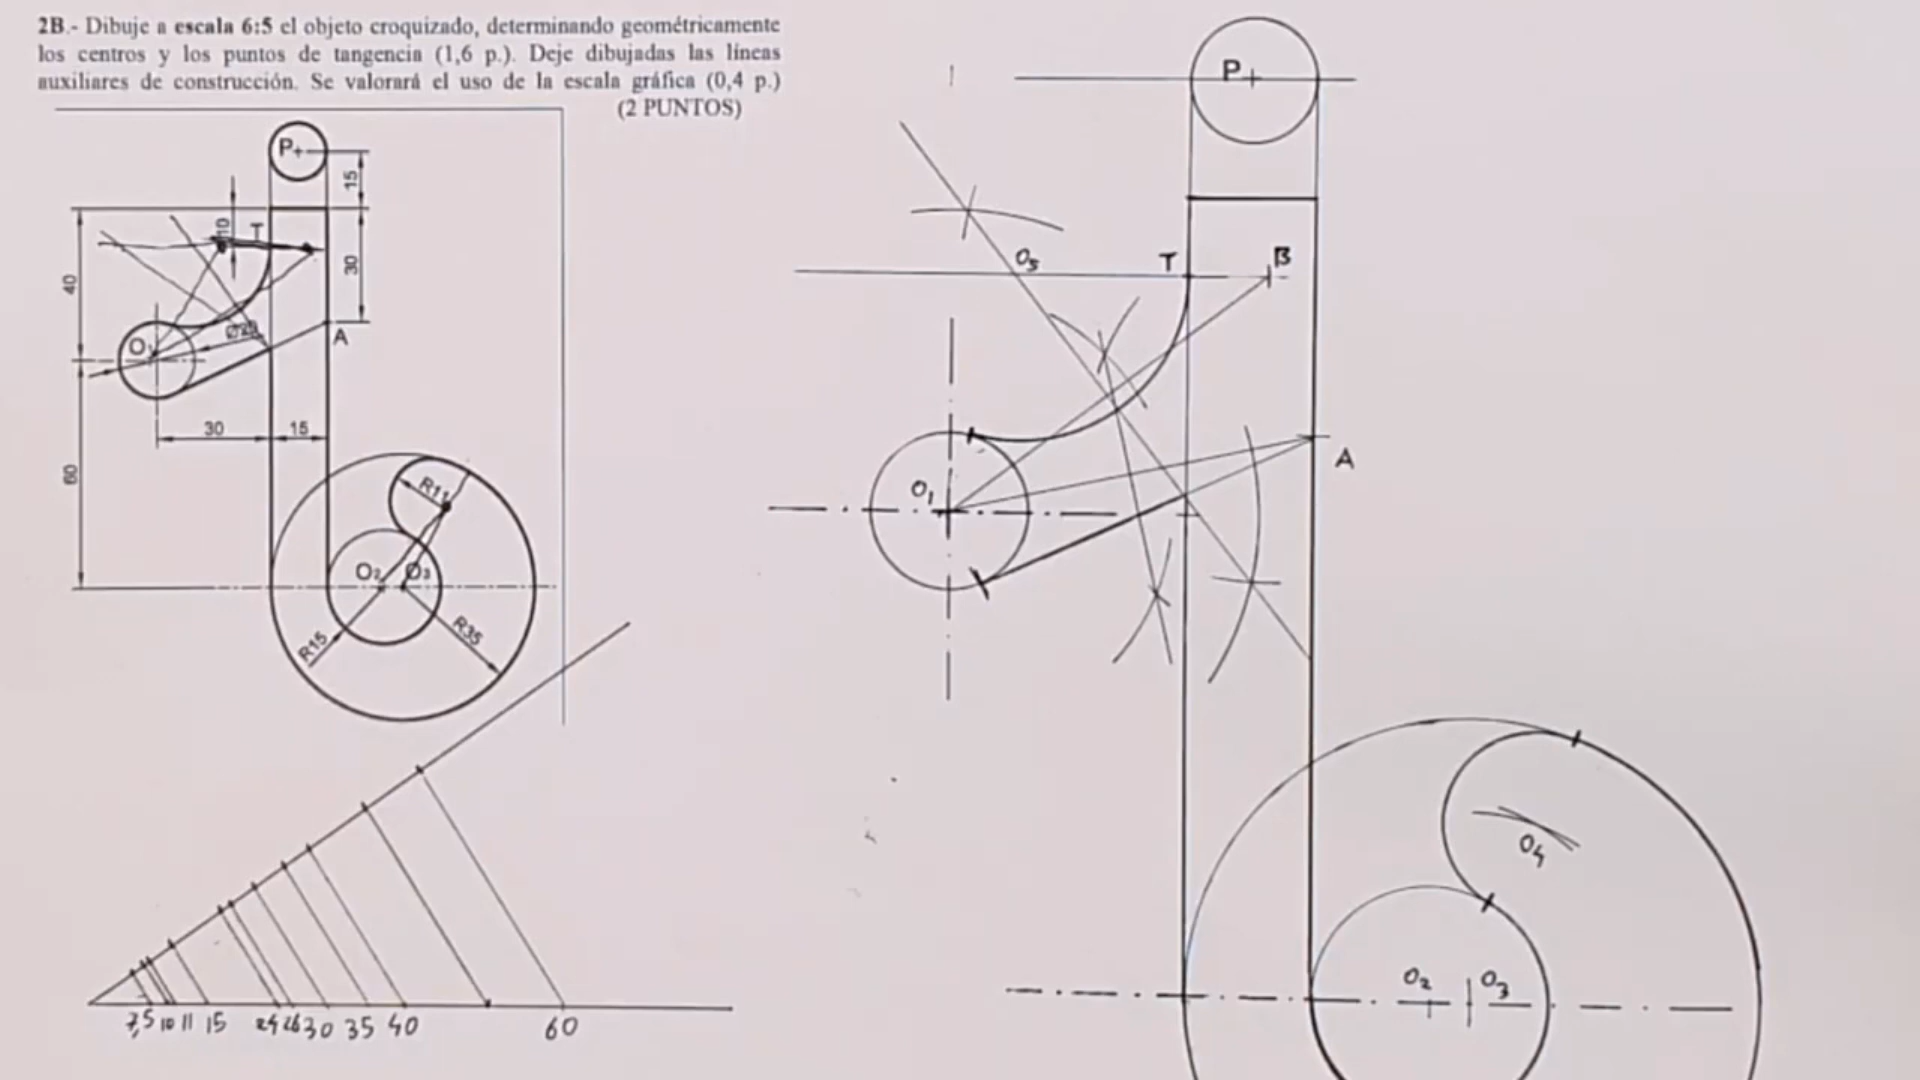 2B.- Dibuje a escala 6:5 el objeto croquizado, determinando geométricamente
los centros y los puntos de tangencia (1,6 p.). Deje dibujadas las líneas
auxiliares de construcción. Se valorará el uso de la escala gráfica (0,4 p.)
(2 PUNTOS)
P
15
10
T
40
30
O
Ø20
A
30
15
60
R11
O₂
O₃
R15
R35
7,5 10 11 15 24 26 30 35 40 60
P
O₅
T
B
A
O₁
O₄
O₂
O₃